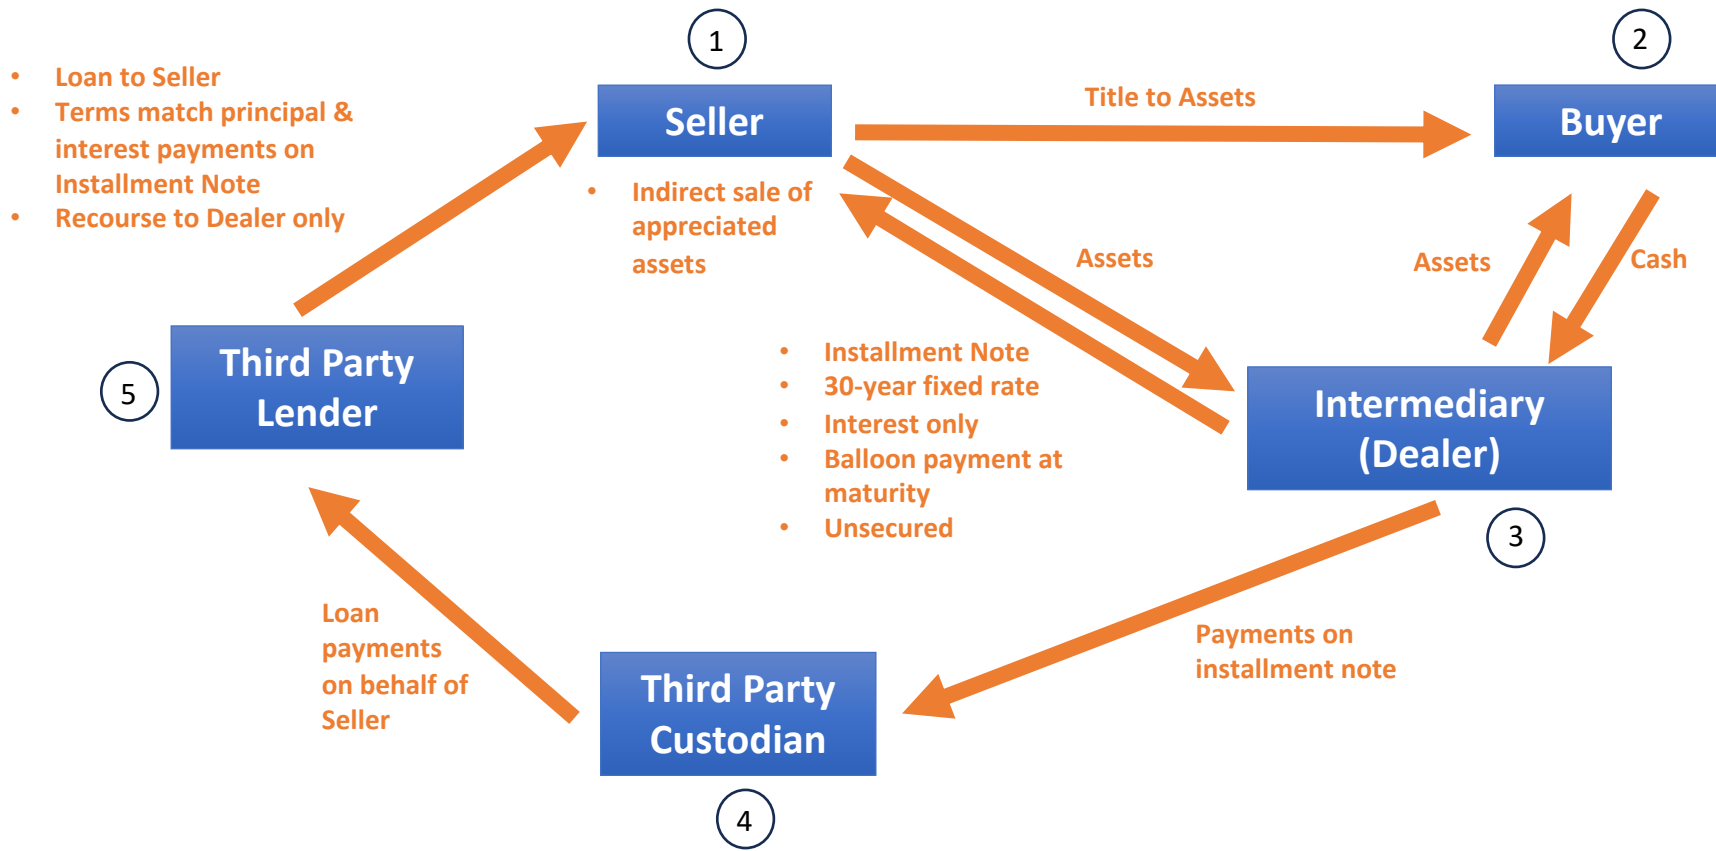 1
2
• Loan to Seller
• Terms match principal &
interest payments on
Installment Note
• Recourse to Dealer only
Seller
Title to Assets
Buyer
• Indirect sale of
appreciated
assets
Assets
Assets
Cash
5
Third Party
Lender
• Installment Note
• 30-year fixed rate
• Interest only
• Balloon payment at
maturity
• Unsecured
Intermediary
(Dealer)
3
Loan
payments
on behalf of
Seller
Third Party
Custodian
Payments on
installment note
4